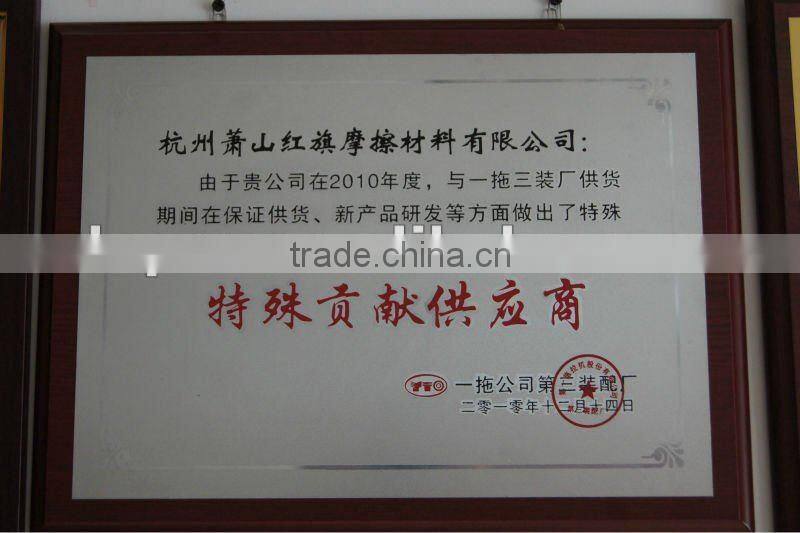 杭州萧山红旗摩擦材料有限公司：
由于贵公司在2010年度，与一拖三装厂供货
期间在保证供货、新产品研发等方面做出了特殊
trade.china.cn
特殊贡献供应商
YTO 一拖公司第三装配厂
二零一零年十二月十四日